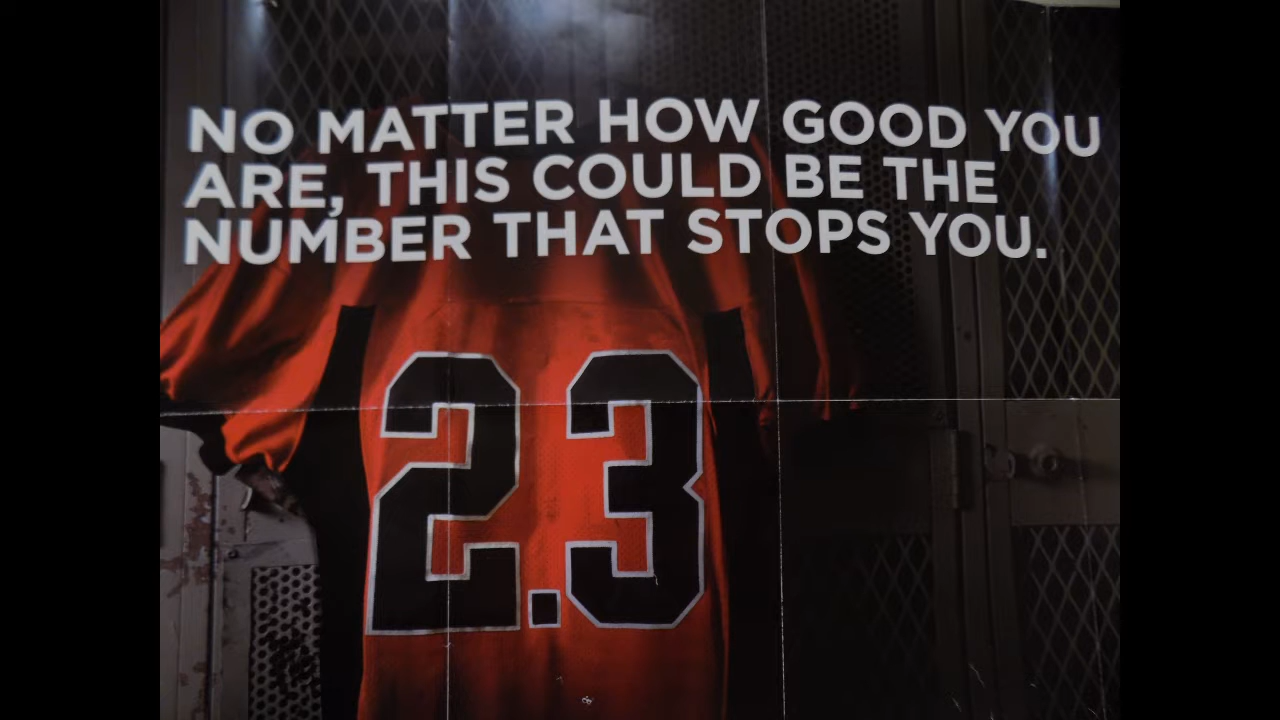 NO MATTER HOW GOOD YOU
ARE, THIS COULD BE THE
NUMBER THAT STOPS YOU.
2.3